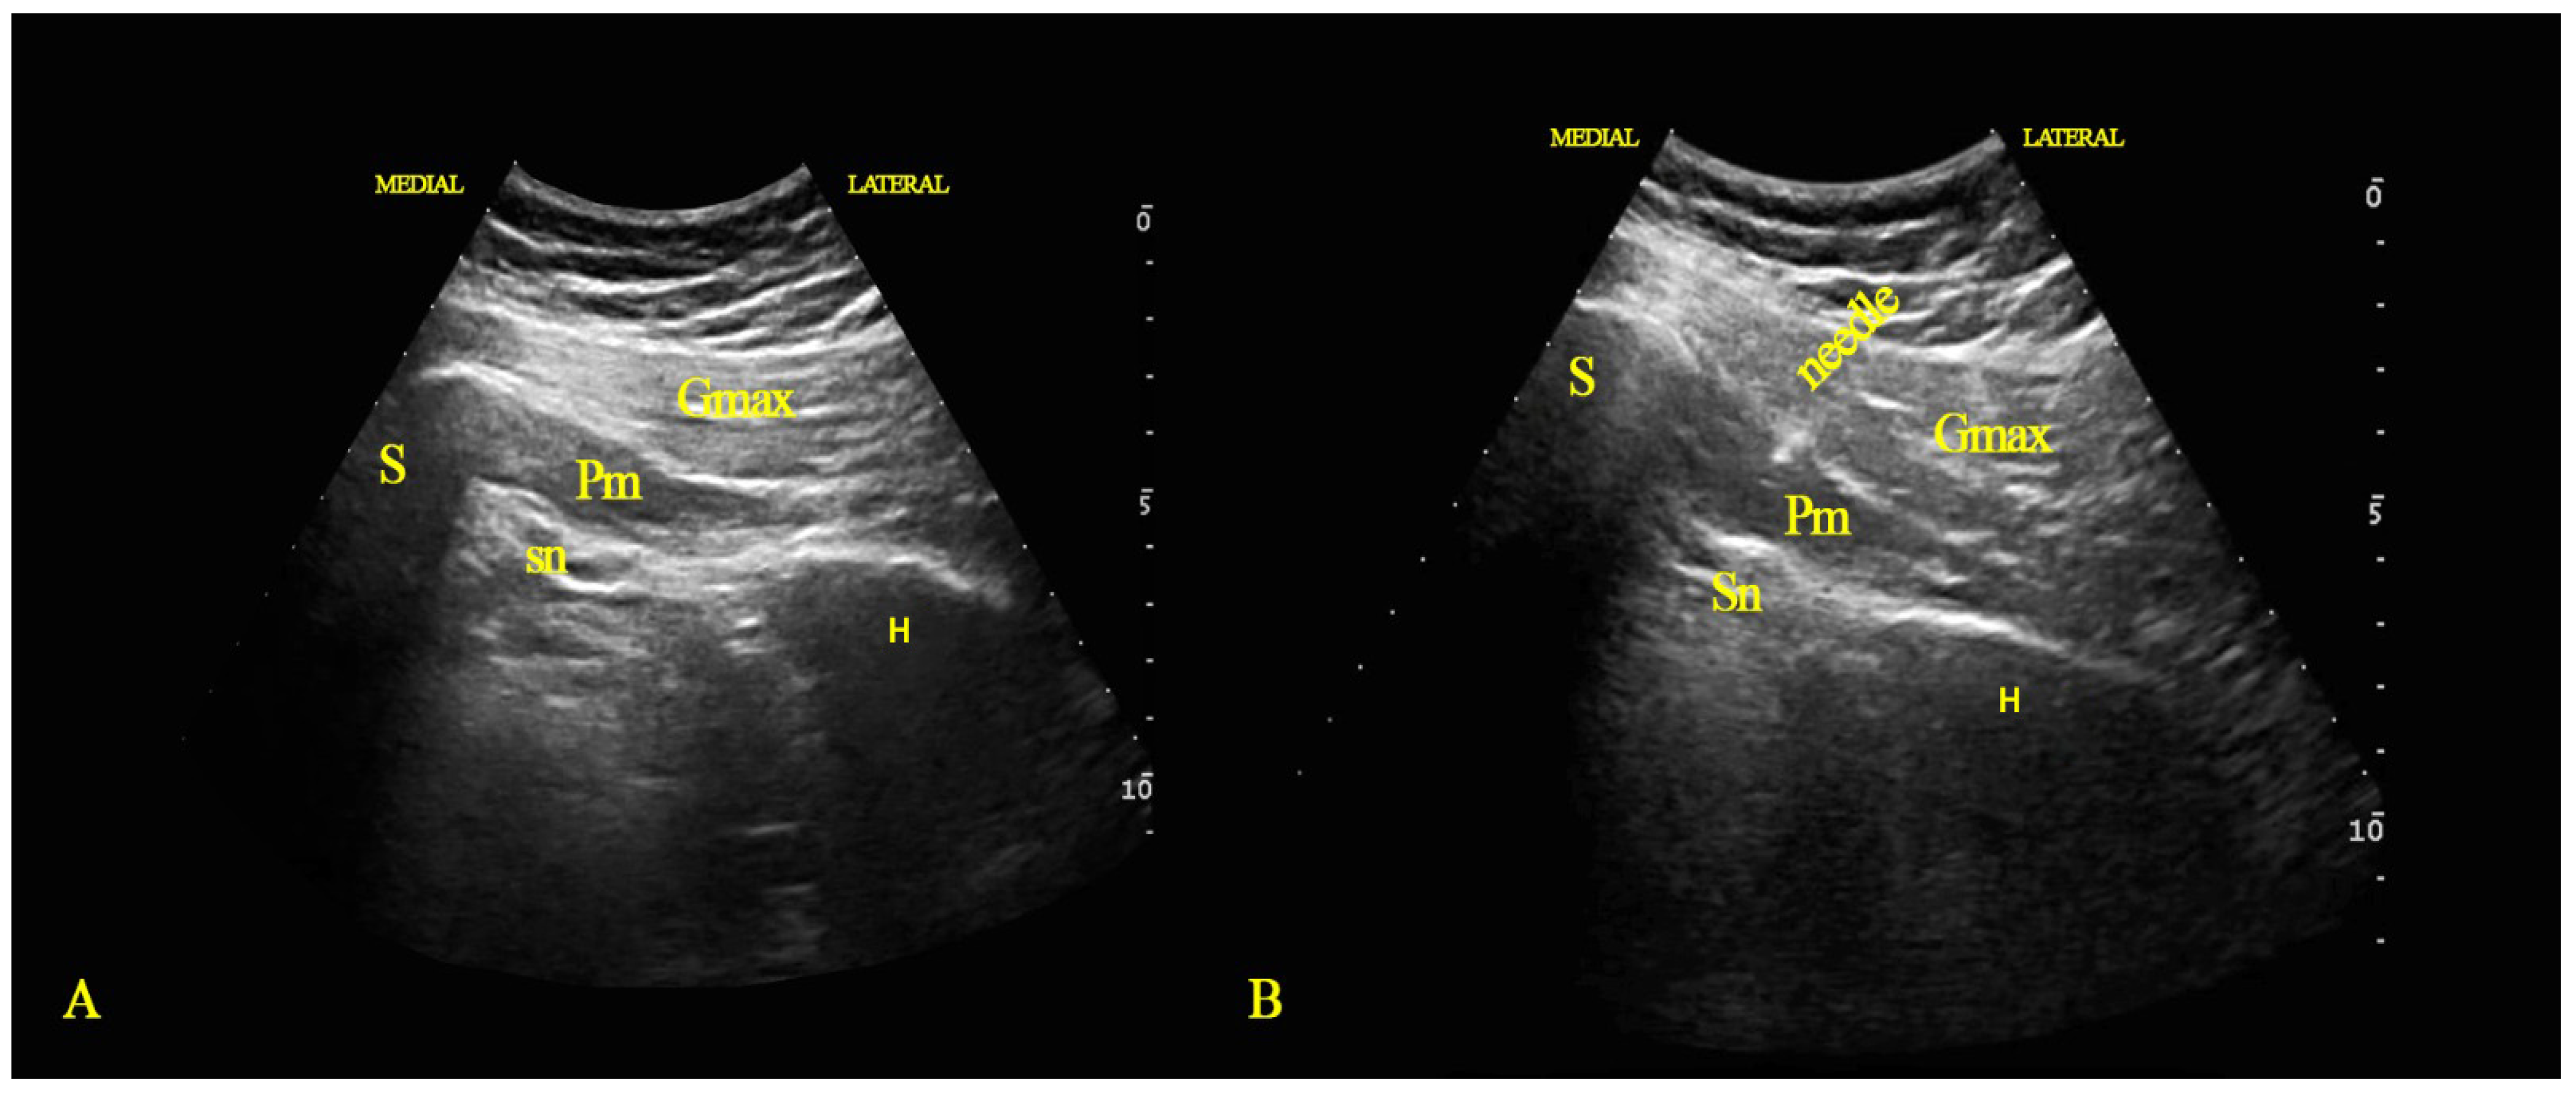 MEDIAL
LATERAL
0
Gmax
S
Pm
5
sn
H
10
A
MEDIAL
LATERAL
0
needle
S
Gmax
Pm
5
Sn
H
10
B